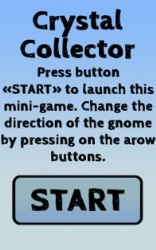 Crystal
Collector
Press button
«START» to launch this
mini-game. Change the
direction of the gnome
by pressing on the arow
buttons.
START